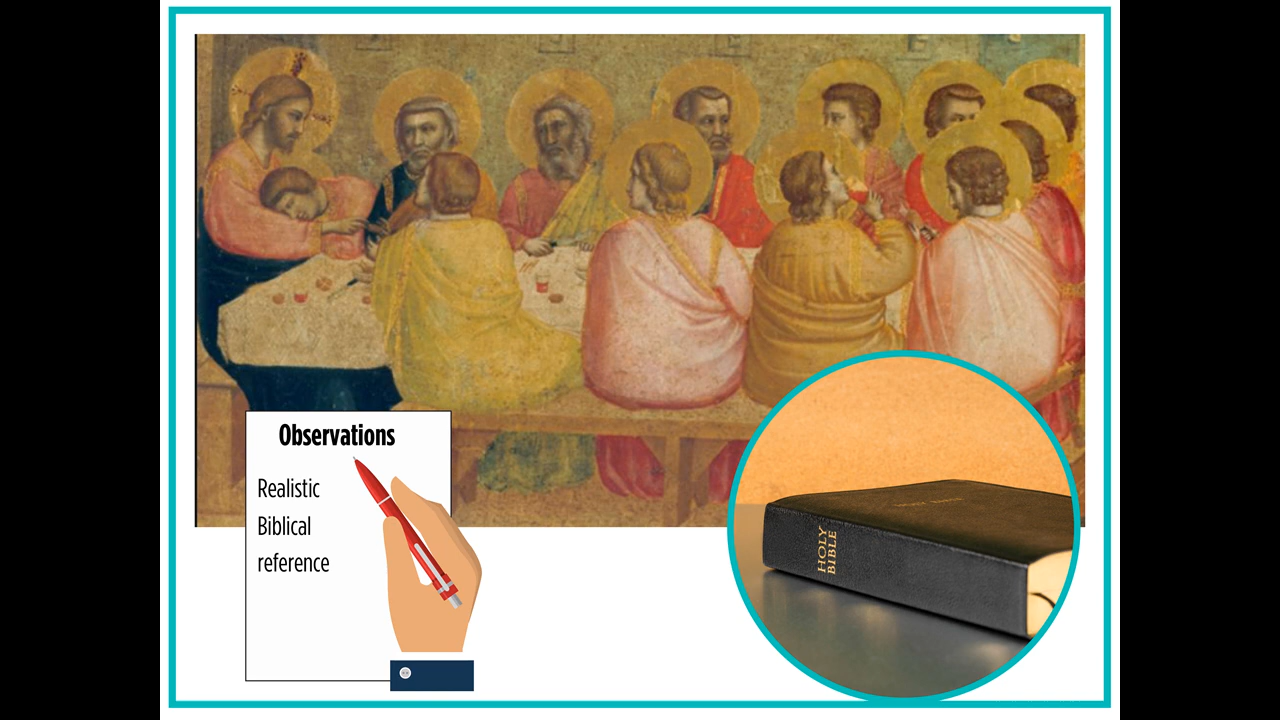 Observations
Realistic
Biblical
reference
HOLY
BIBLE